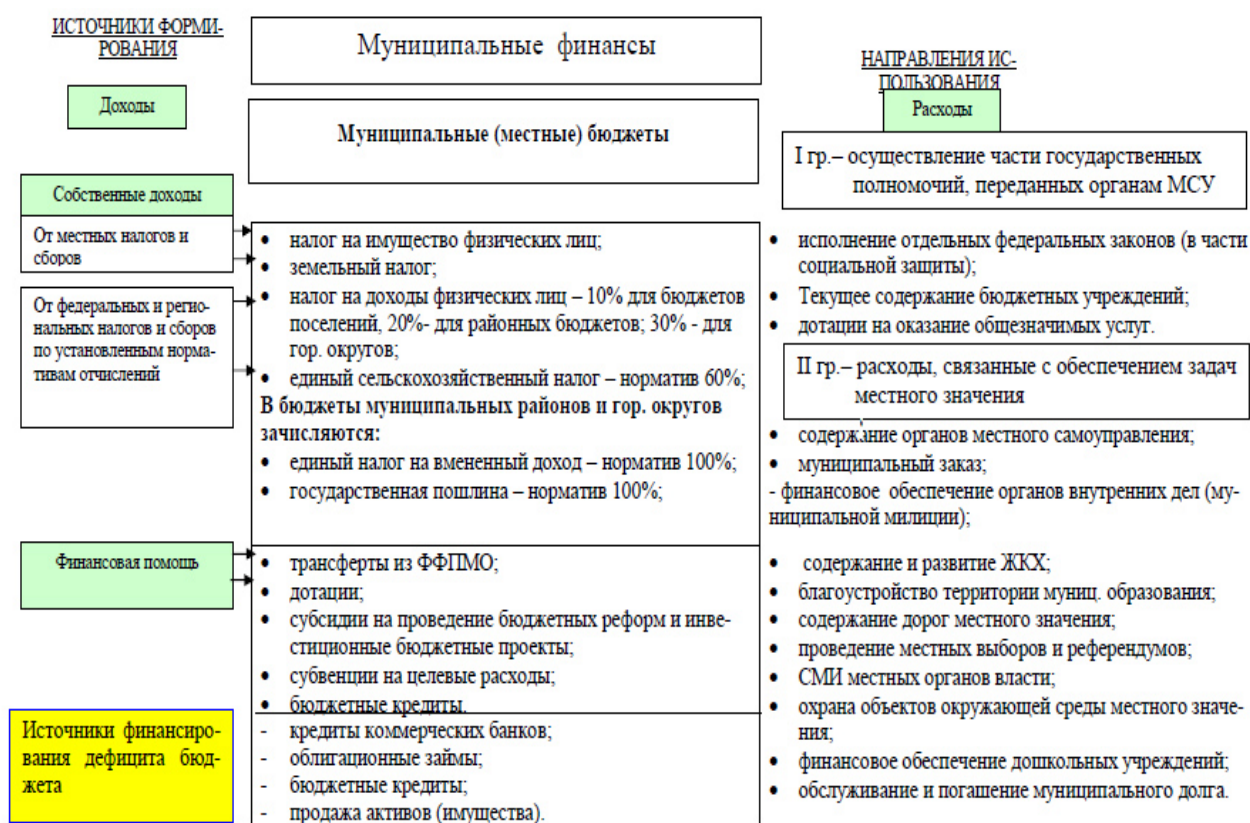 ИСТОЧНИКИ ФОРМИ-
РОВАНИЯ
Доходы
Муниципальные финансы
Муниципальные (местные) бюджеты
НАПРАВЛЕНИЯ ИС-
ПОЛЬЗОВАНИЯ
Расходы
Собственные доходы
От местных налогов и
сборов
От федеральных и регио-
нальных налогов и сборов
по установленным норма-
тивам отчислений
• налог на имущество физических лиц;
• земельный налог;
• налог на доходы физических лиц – 10% для бюджетов
поселений, 20%- для районных бюджетов; 30% - для
гор. округов;
• единый сельскохозяйственный налог – норматив 60%;
В бюджеты муниципальных районов и гор. округов
зачисляются:
• единый налог на вмененный доход – норматив 100%;
• государственная пошлина – норматив 100%;
Финансовая помощь
• трансферты из ФФПМО;
• дотации;
• субсидии на проведение бюджетных реформ и инве-
стиционные бюджетные проекты;
• субвенции на целевые расходы;
• бюджетные кредиты.
Источники финансиро-
вания дефицита бюд-
жета
- кредиты коммерческих банков;
- облигационные займы;
- бюджетные кредиты;
- продажа активов (имущества).
I гр.– осуществление части государственных
полномочий, переданных органам МСУ
• исполнение отдельных федеральных законов (в части
социальной защиты);
• Текущее содержание бюджетных учреждений;
• дотации на оказание общезначимых услуг.
II гр.– расходы, связанные с обеспечением задач
местного значения
• содержание органов местного самоуправления;
• муниципальный заказ;
- финансовое обеспечение органов внутренних дел (му-
ниципальной милиции);
• содержание и развитие ЖКХ;
• благоустройство территории муниц. образования;
• содержание дорог местного значения;
• проведение местных выборов и референдумов;
• СМИ местных органов власти;
• охрана объектов окружающей среды местного значе-
ния;
• финансовое обеспечение дошкольных учреждений;
• обслуживание и погашение муниципального долга.